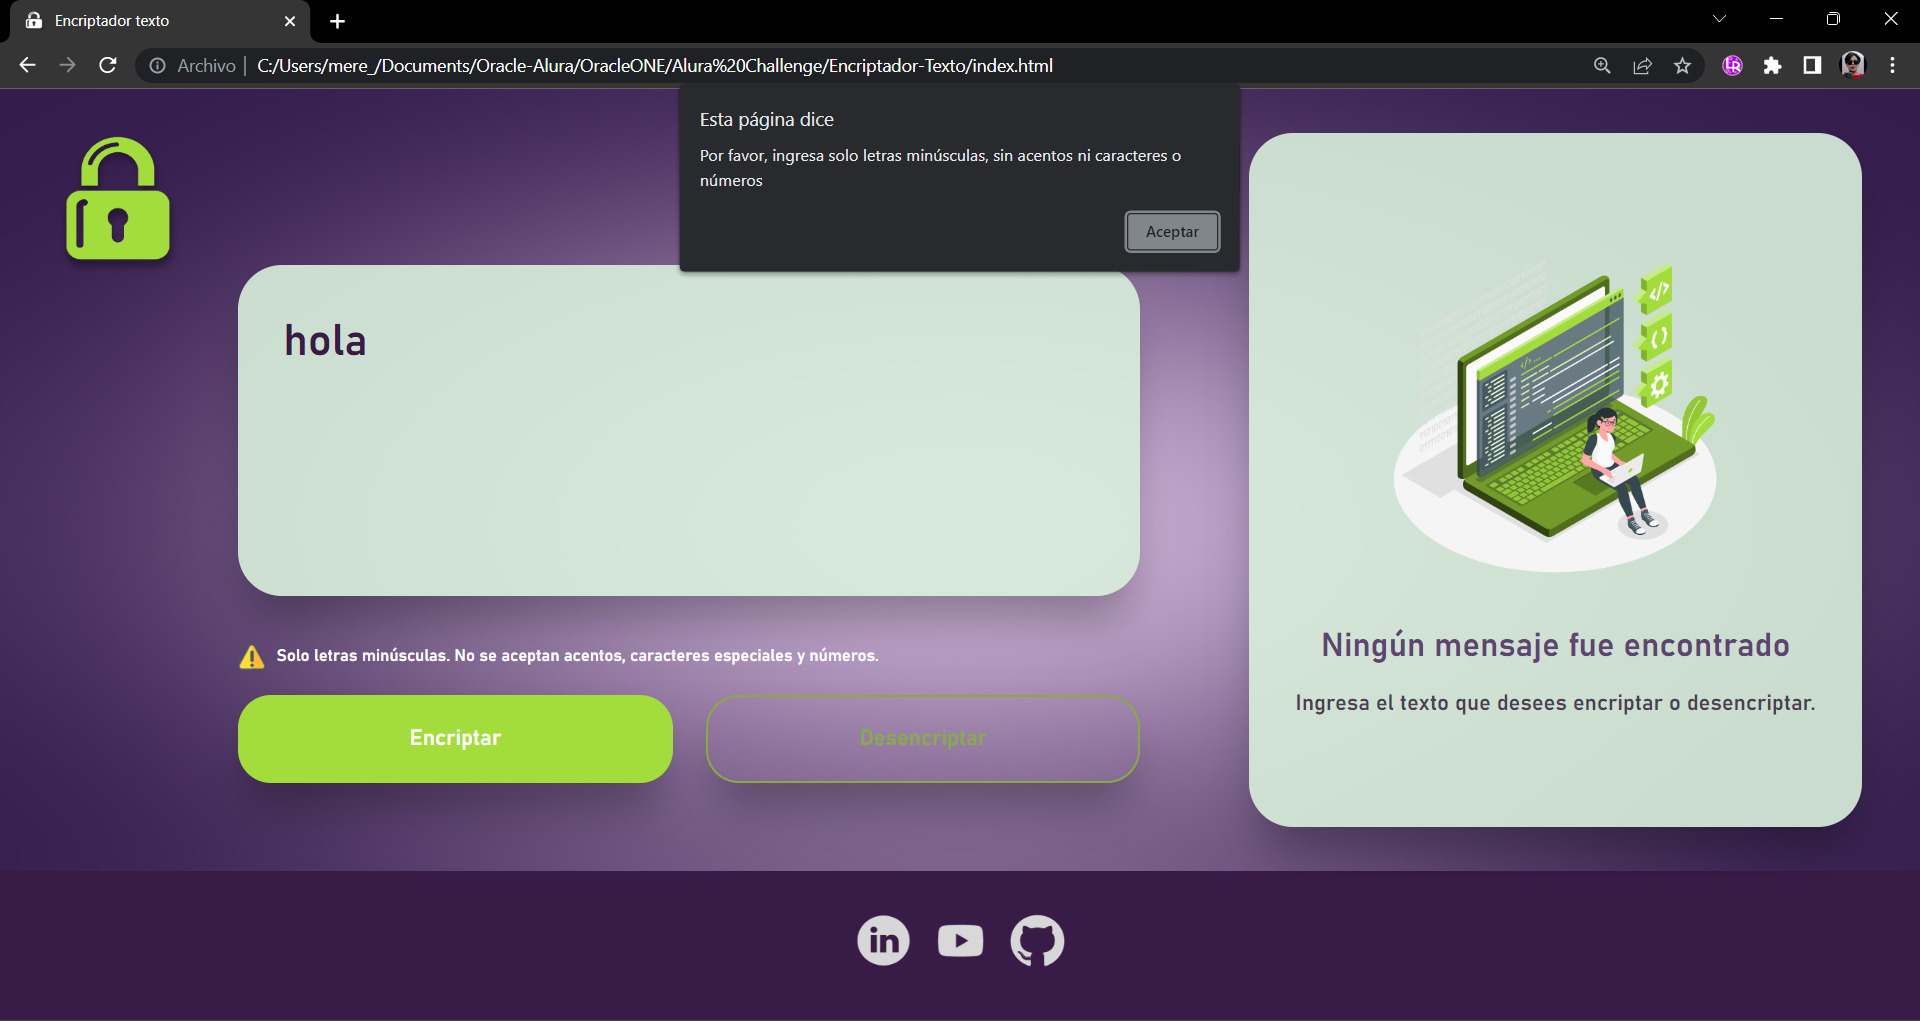 Encriptador texto
Archivo | C:/Users/mere_/Documents/Oracle-Alura/OracleONE/Alura%20Challenge/Encriptador-Texto/index.html
Esta página dice
Por favor, ingresa solo letras minúsculas, sin acentos ni caracteres o
números
Aceptar
hola
Solo letras minúsculas. No se aceptan acentos, caracteres especiales y números.
Encriptar
Desencriptar
Ningún mensaje fue encontrado
Ingresa el texto que desees encriptar o desencriptar.
in